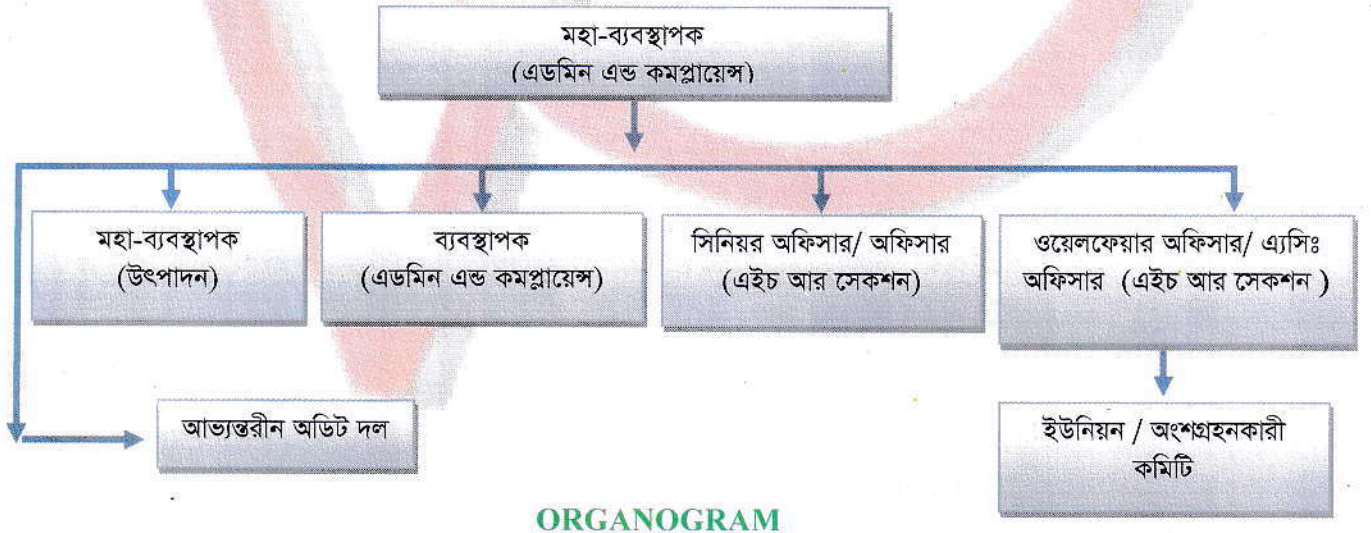 মহা-ব্যবস্থাপক
(এডমিন এন্ড কমপ্লায়েন্স)
মহা-ব্যবস্থাপক
(উৎপাদন)
ব্যবস্থাপক
(এডমিন এন্ড কমপ্লায়েন্স)
সিনিয়র অফিসার/ অফিসার
(এইচ আর সেকশন)
ওয়েলফেয়ার অফিসার/ এ্যসিঃ
অফিসার (এইচ আর সেকশন )
আভ্যন্তরীন অডিট দল
ইউনিয়ন / অংশগ্রহনকারী
কমিটি
ORGANOGRAM